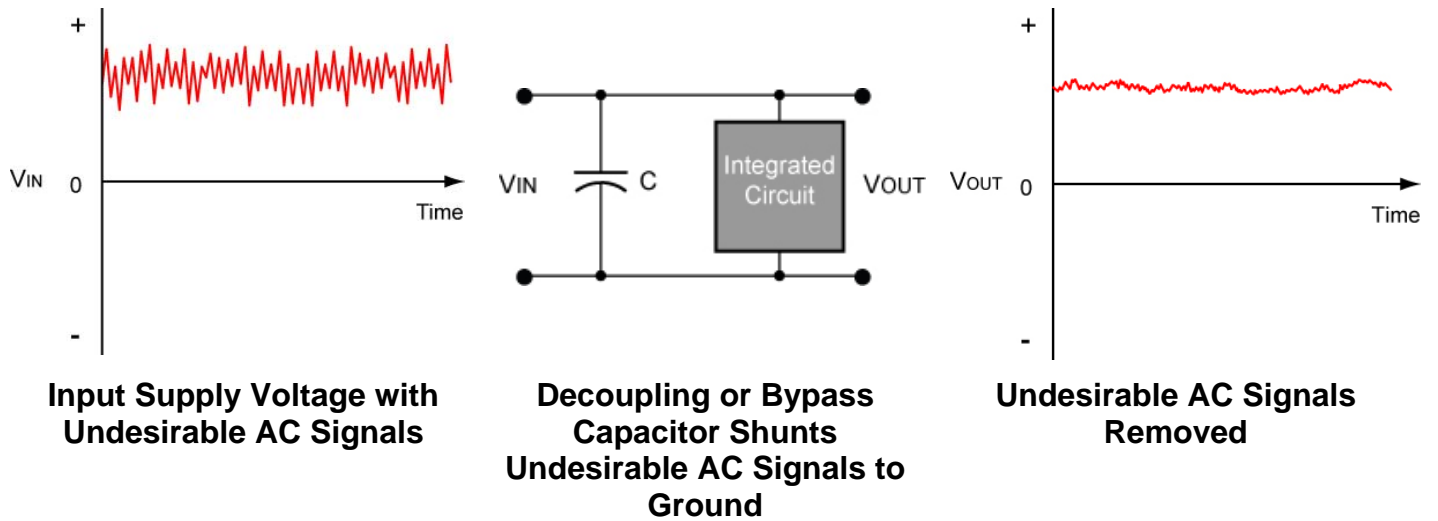 +
VIN 0
Time
-
Input Supply Voltage with
Undesirable AC Signals
VIN
C
Integrated
Circuit
VOUT
Decoupling or Bypass
Capacitor Shunts
Undesirable AC Signals to
Ground
+
VOUT 0
Time
-
Undesirable AC Signals
Removed